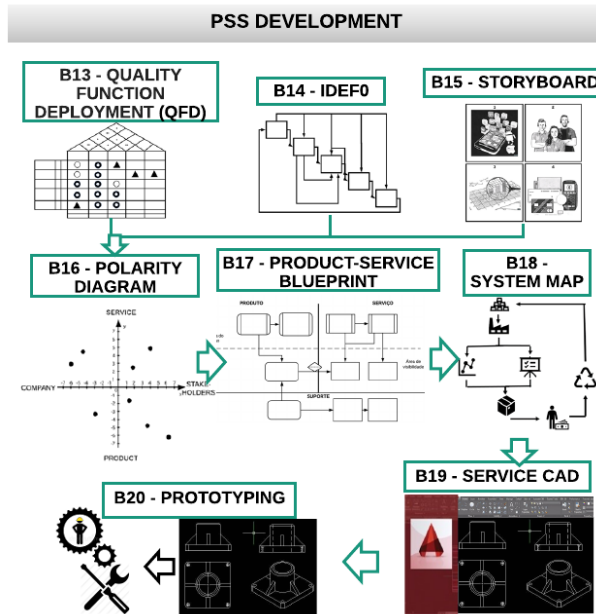 PSS DEVELOPMENT
B13 - QUALITY
FUNCTION
DEPLOYMENT (QFD)
B14 - IDEF0
B15 - STORYBOARD
B16 - POLARITY
DIAGRAM
B17 - PRODUCT-SERVICE
BLUEPRINT
B18 -
SYSTEM MAP
SERVICE
COMPANY
STAKE-
HOLDERS
PRODUCT
PRODUTO
SERVIÇO
Área de
visibilidade
SUPORTE
B19 - SERVICE CAD
B20 - PROTOTYPING